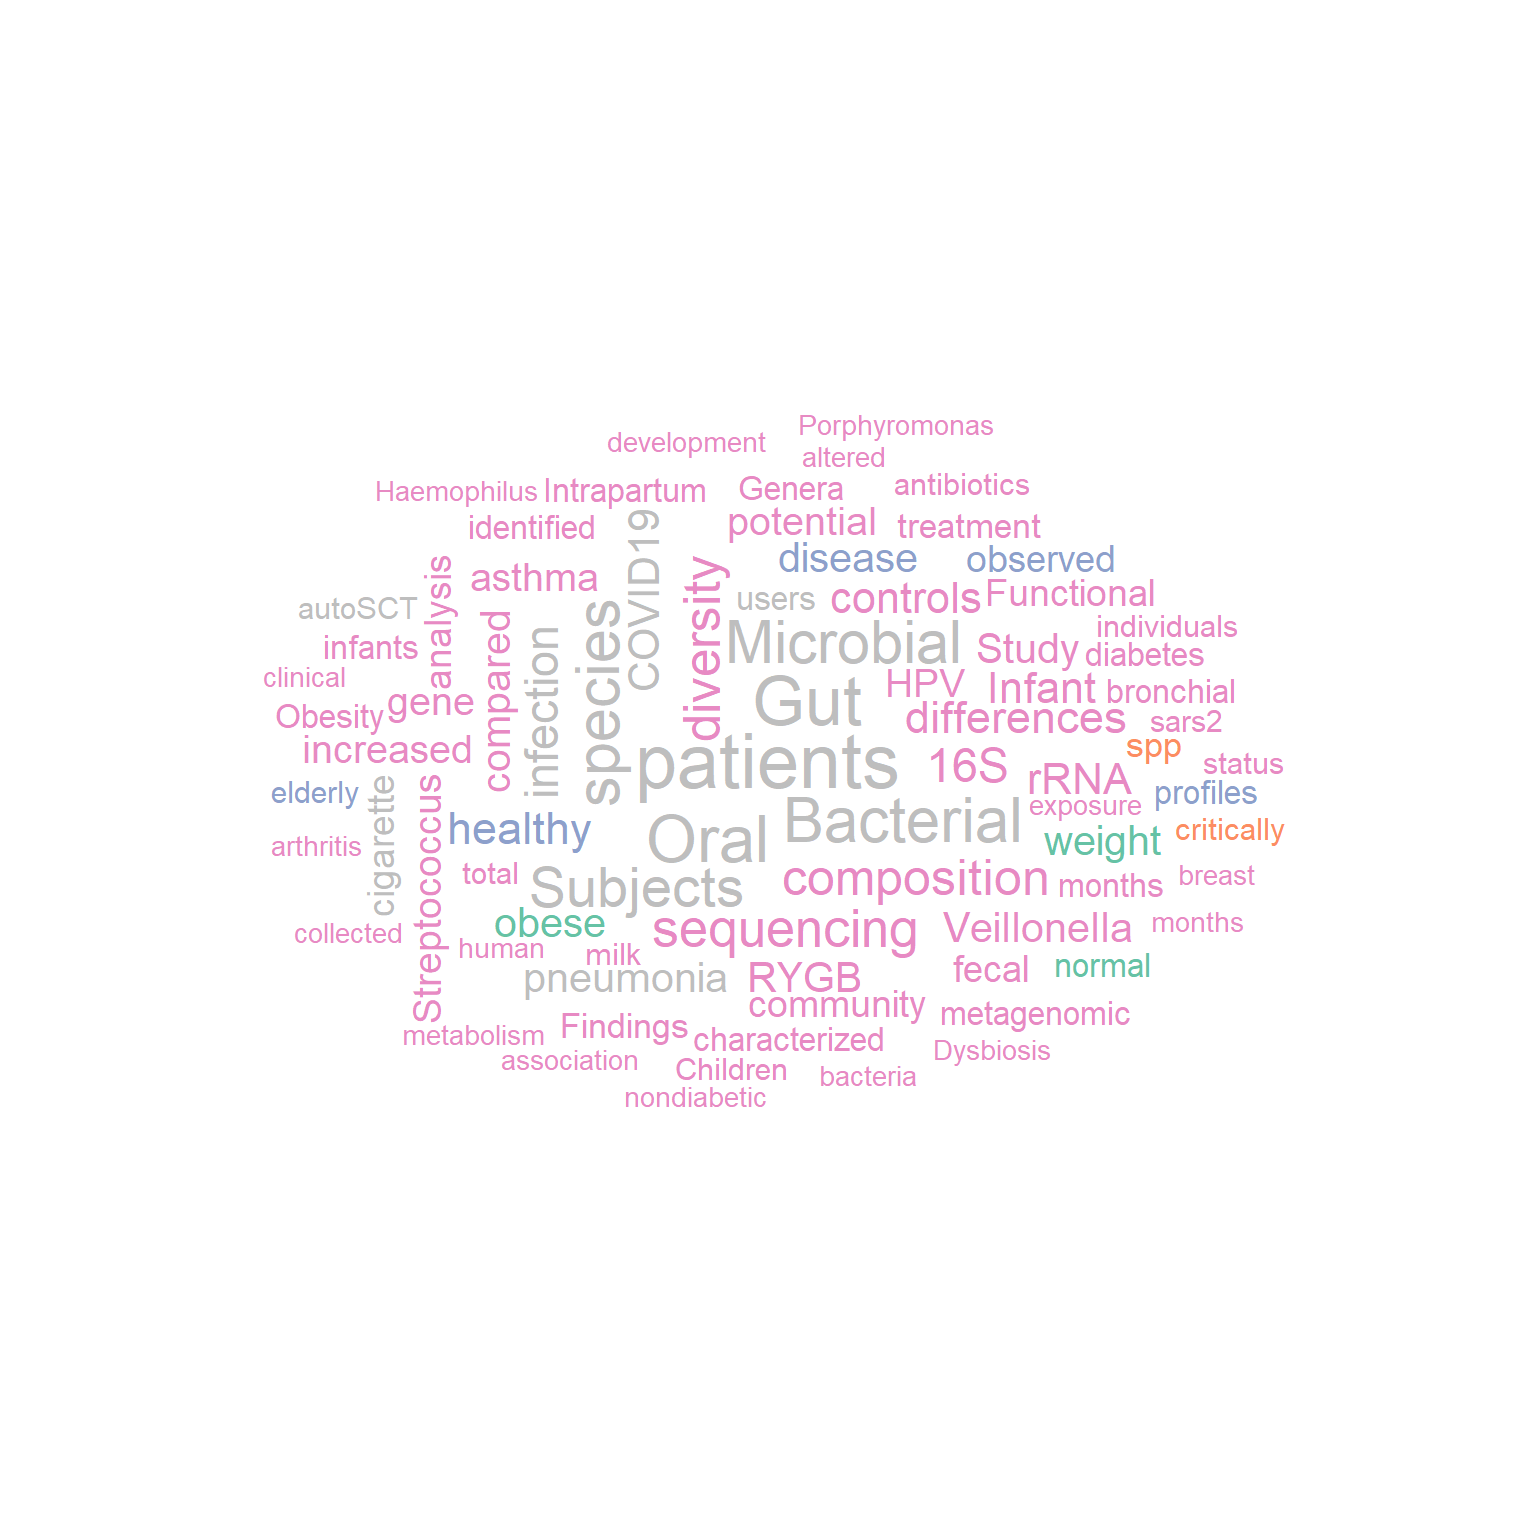 Porphyromonas
development
altered
Haemophilus
Intrapartum
Genera
antibiotics
identified
potential
treatment
COVID19
disease
observed
analysis
asthma
diversity
users
controls
Functional
autoSCT
compared
species
infection
Microbial
individuals
infants
Study
diabetes
clinical
HPV
Infant
bronchial
gene
Gut
Obesity
differences
sars2
increased
patients
16S
spp
status
rRNA
elderly
cigarette
Streptococcus
exposure
profiles
healthy
Oral
Bacterial
weight
critically
arthritis
total
Subjects
composition
months
breast
obese
sequencing
Veillonella
months
collected
human
milk
pneumonia
RYGB
fecal
normal
community
metagenomic
metabolism
Findings
characterized
Dysbiosis
association
Children
bacteria
nondiabetic